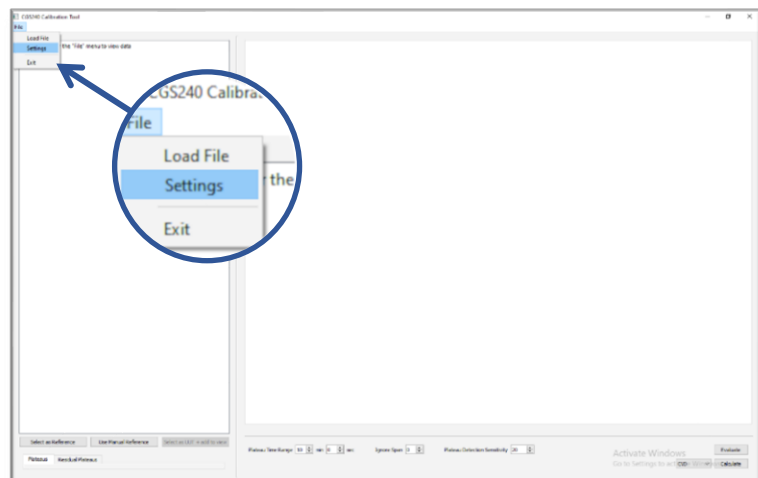 CGS240 Calibration Tool
File
Load File
Settings
the "File" menu to view data
Exit
CGS240 Calibra
File
Load File
Settings
the
Exit
Select as Reference
Use Manual Reference
Plateaus
Residual Plateaus
Plateau Time Range
min
sec
Ignore Span
Plateau Detection Sensitivity
20
Activate Windows
Evaluate
Go to Settings to act
Calculate